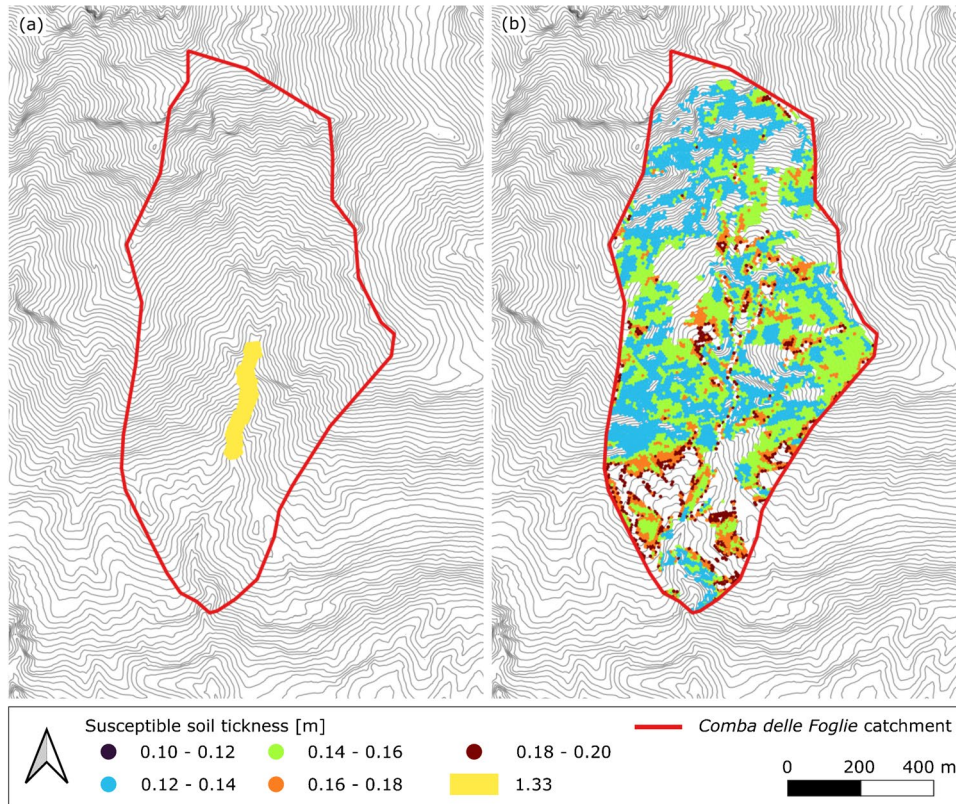 (a)
(b)
Susceptible soil tickness [m]
0.10 - 0.12
0.14 - 0.16
0.18 - 0.20
0.12 - 0.14
0.16 - 0.18
1.33
Comba delle Foglie catchment
0 200 400 m